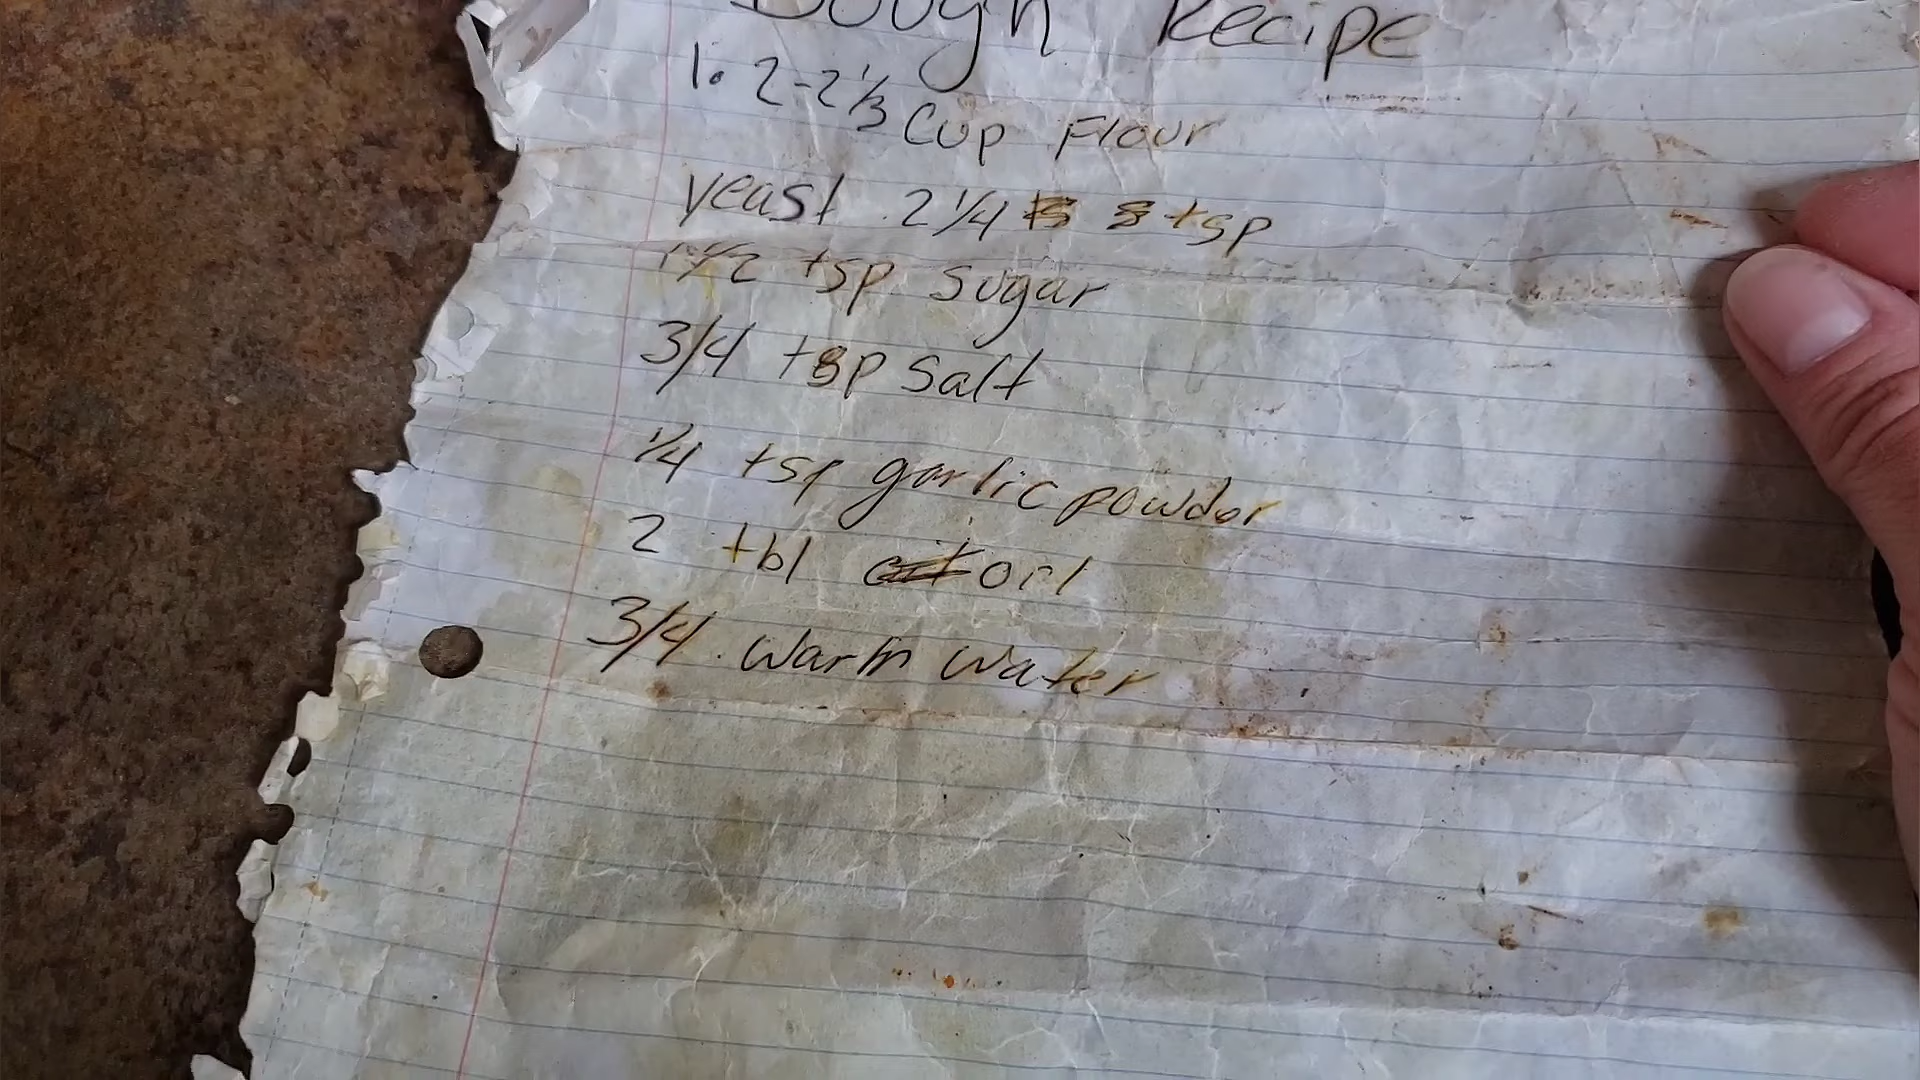 Dough Recipe
1. 2-2 1/3 Cup Flour
yeast 2 1/4 tsp
1 1/2 tsp Sugar
3/4 tsp Salt
1/4 tsp garlic powder
2 tbl oil
3/4 warm water